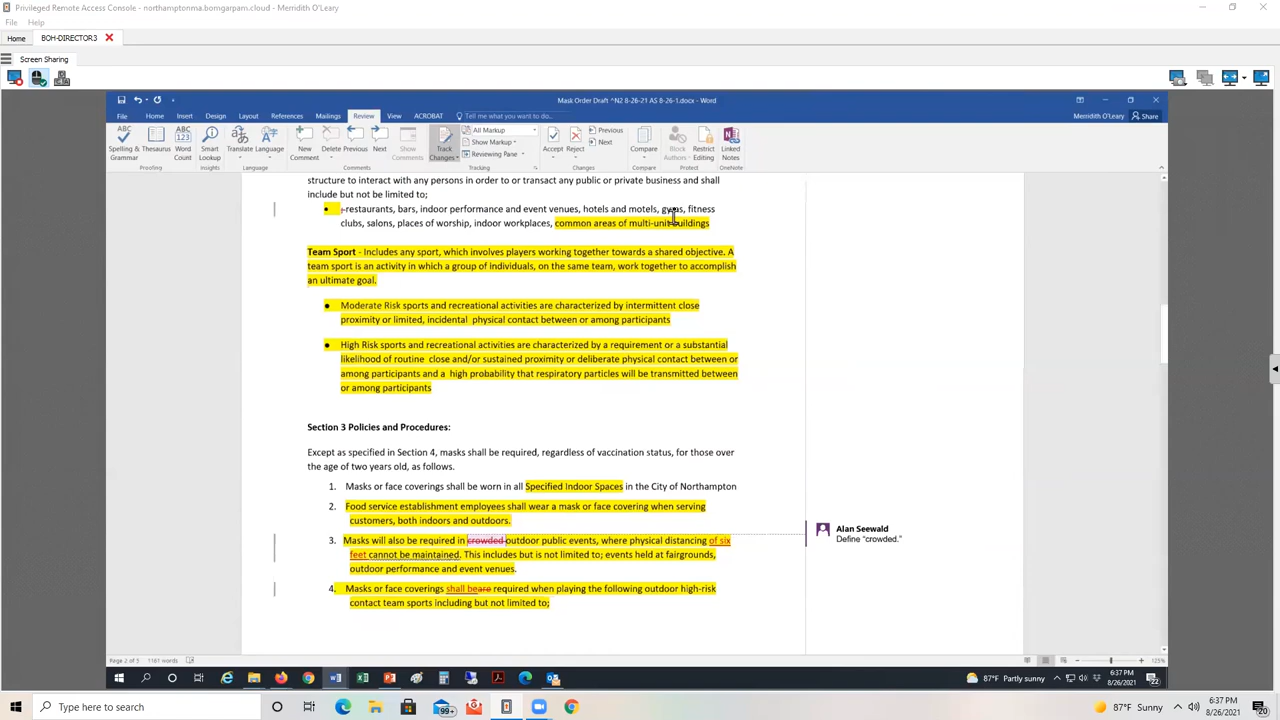 Privileged Remote Access Console - northamptonma.bomgarpam.cloud - Merridith O'Leary
File Help
Home BOH-DIRECTOR3
Screen Sharing
Mask Order Draft ^N2 8-26-21 AS 8-26-1.docx - Word
File Home Insert Design Layout References Mailings Review View ACROBAT Tell me what you want to do... Merridith O'Leary Share
Spelling & Grammar Thesaurus Word Count Smart Lookup Translate Language New Comment Delete Previous Next Show Comments Track Changes All Markup Show Markup Reviewing Pane Accept Reject Previous Next Compare Block Authors Restrict Editing Linked Notes
Proofing Insights Language Comments Tracking Changes Compare Protect OneNote
structure to interact with any persons in order to or transact any public or private business and shall
include but not be limited to;
• -restaurants, bars, indoor performance and event venues, hotels and motels, gyms, fitness
clubs, salons, places of worship, indoor workplaces, common areas of multi-unit buildings
Team Sport - Includes any sport, which involves players working together towards a shared objective. A
team sport is an activity in which a group of individuals, on the same team, work together to accomplish
an ultimate goal.
• Moderate Risk sports and recreational activities are characterized by intermittent close
proximity or limited, incidental physical contact between or among participants
• High Risk sports and recreational activities are characterized by a requirement or a substantial
likelihood of routine close and/or sustained proximity or deliberate physical contact between or
among participants and a high probability that respiratory particles will be transmitted between
or among participants
Section 3 Policies and Procedures:
Except as specified in Section 4, masks shall be required, regardless of vaccination status, for those over
the age of two years old, as follows.
1. Masks or face coverings shall be worn in all Specified Indoor Spaces in the City of Northampton
2. Food service establishment employees shall wear a mask or face covering when serving
customers, both indoors and outdoors.
3. Masks will also be required in crowded outdoor public events, where physical distancing of six
feet cannot be maintained. This includes but is not limited to; events held at fairgrounds,
outdoor performance and event venues.
4. Masks or face coverings shall beare required when playing the following outdoor high-risk
contact team sports including but not limited to;
Alan Seewald
Define "crowded."
Page 2 of 5 1161 words 125%
87°F Partly sunny 6:37 PM
8/26/2021 22
Type here to search 99+ 87°F Sunny 6:37 PM
8/26/2021 20